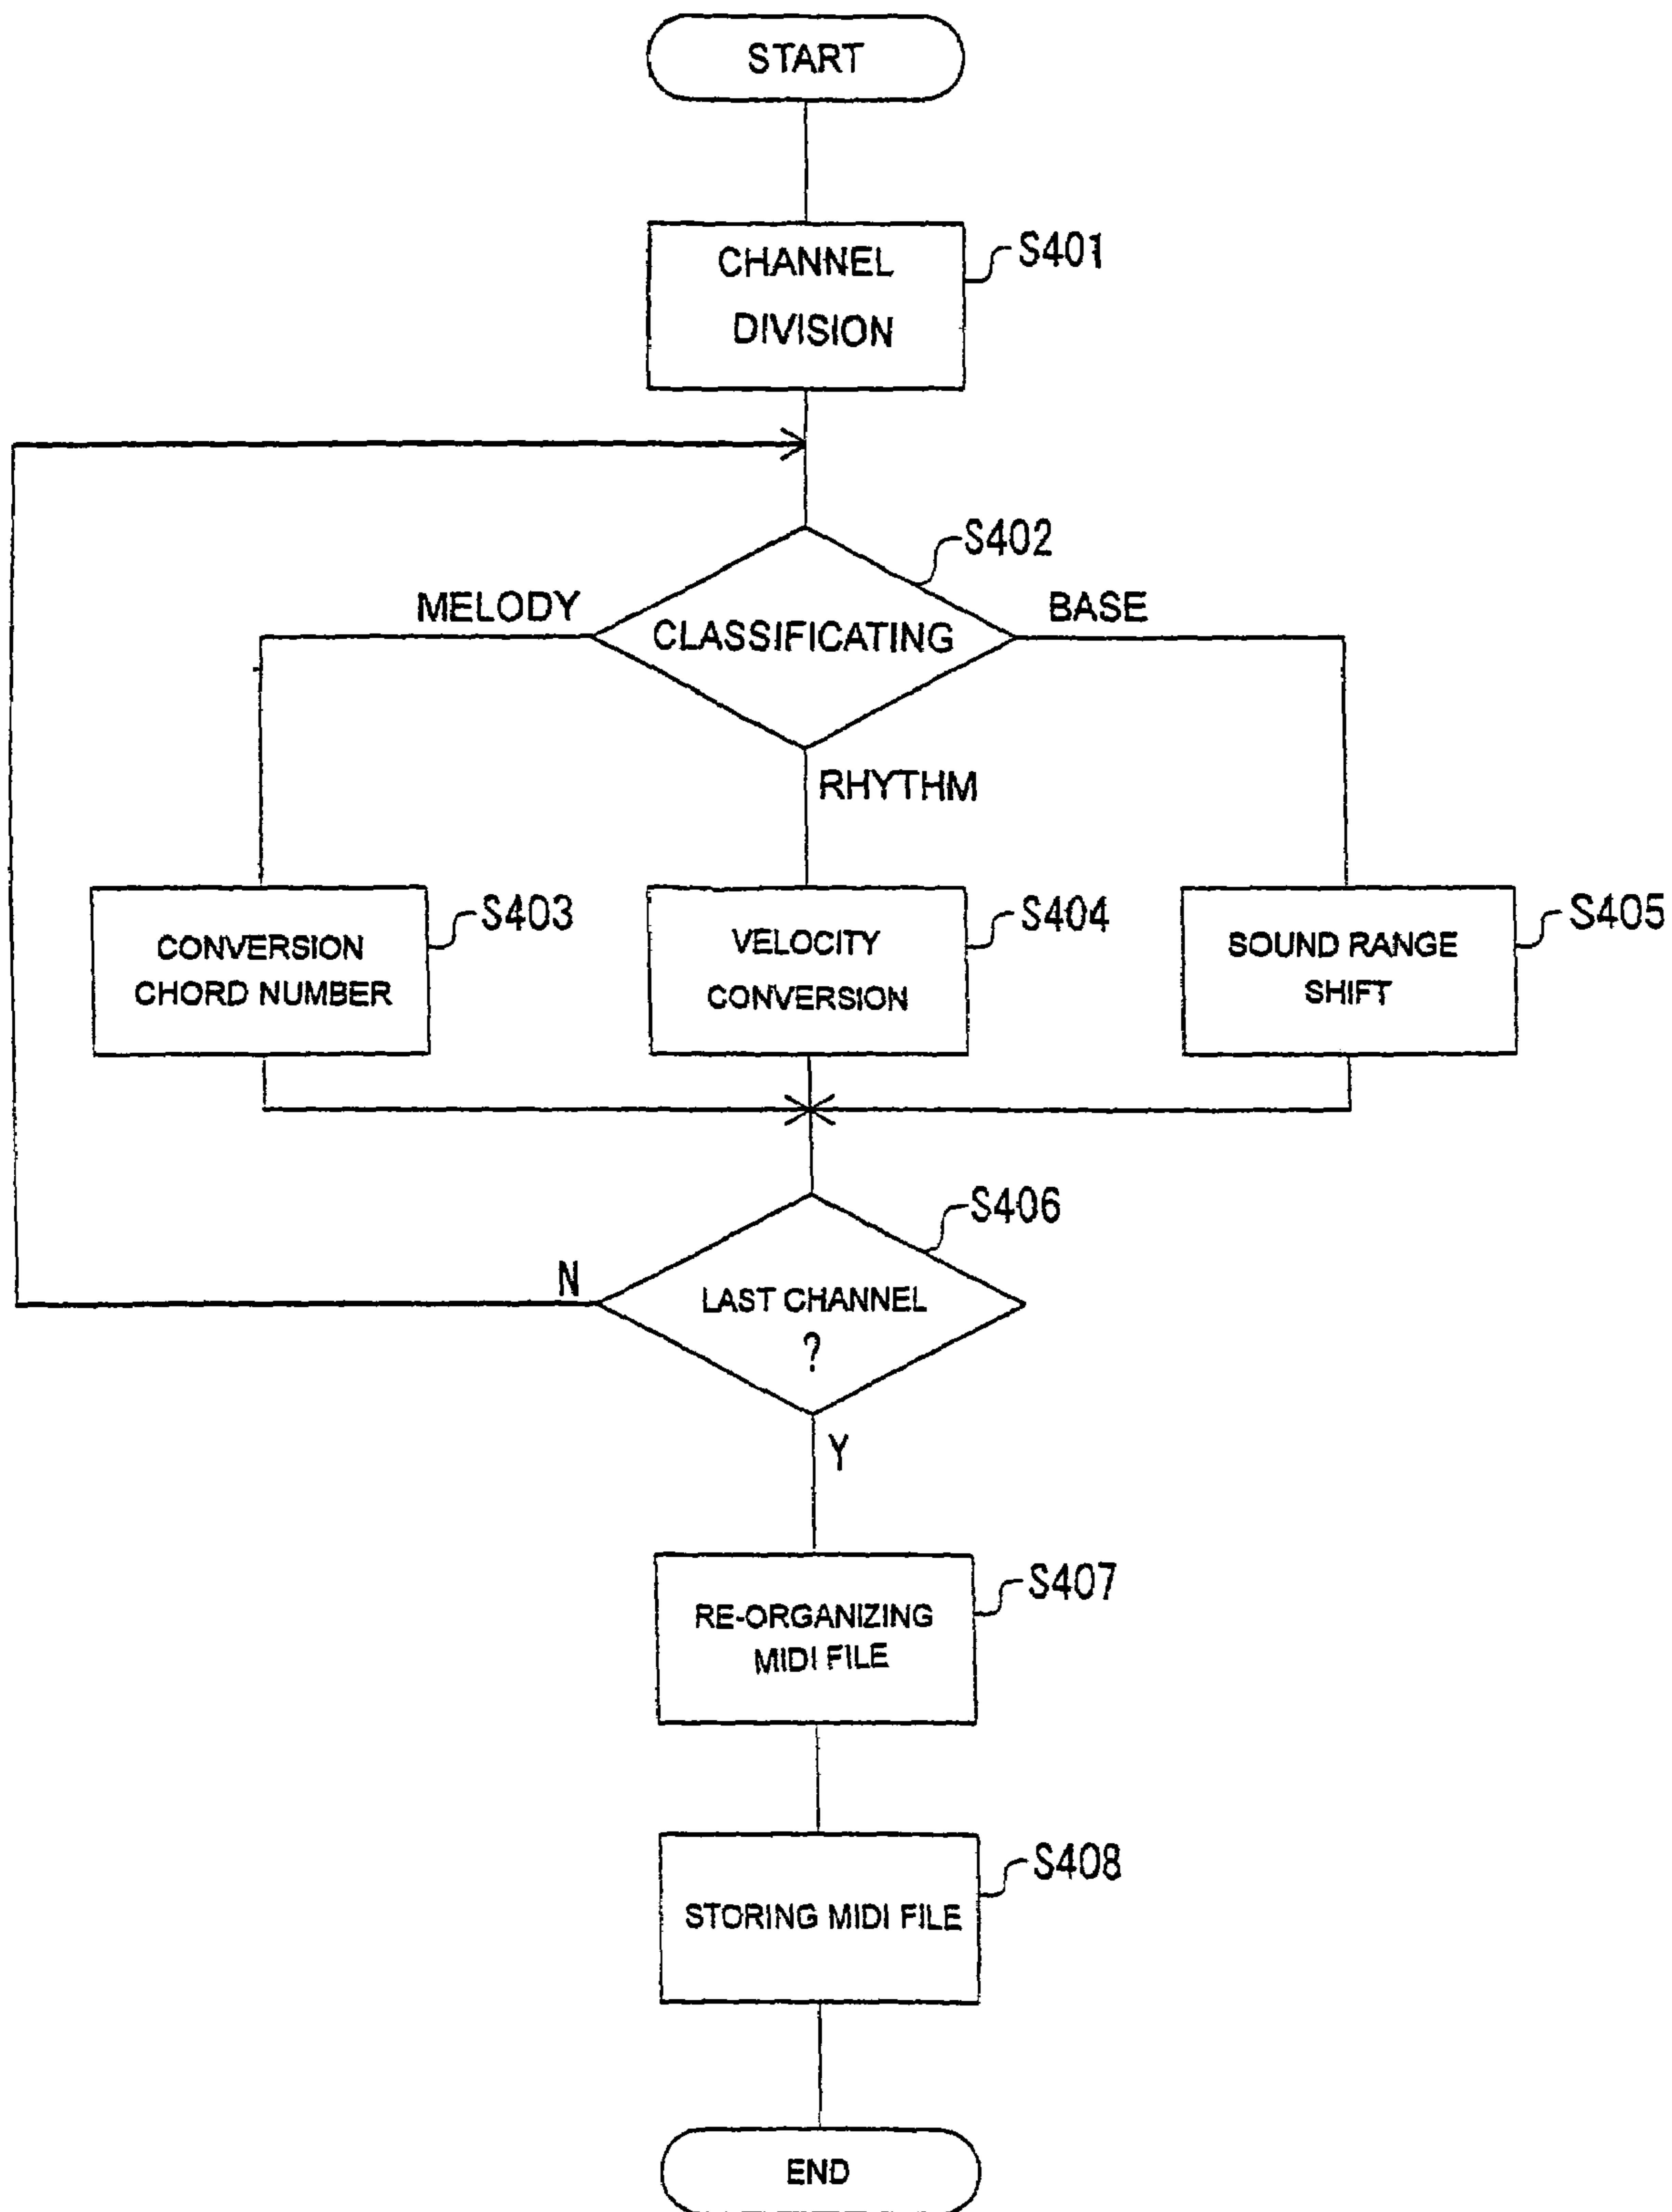 START
CHANNEL
DIVISION
S401
S402
MELODY
CLASSIFICATING
BASE
RHYTHM
CONVERSION
CHORD NUMBER
S403
VELOCITY
CONVERSION
S404
SOUND RANGE
SHIFT
S405
S406
N
LAST CHANNEL
?
Y
RE-ORGANIZING
MIDI FILE
S407
STORING MIDI FILE
S408
END